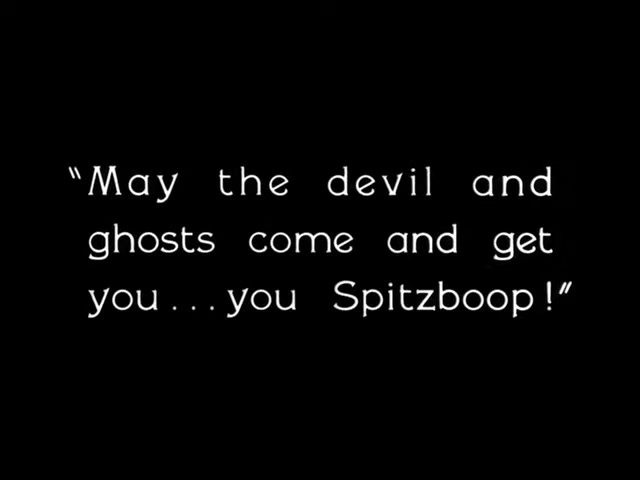 "May the devil and
ghosts come and get
you...you Spitzboop!"